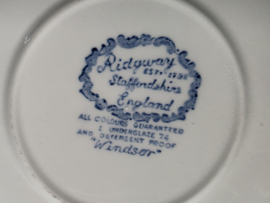 Ridgway
EST. 1792
Staffordshire
England
ALL COLOURS GUARANTEED
UNDERGLAZE
AND DETERGENT PROOF
"Windsor"